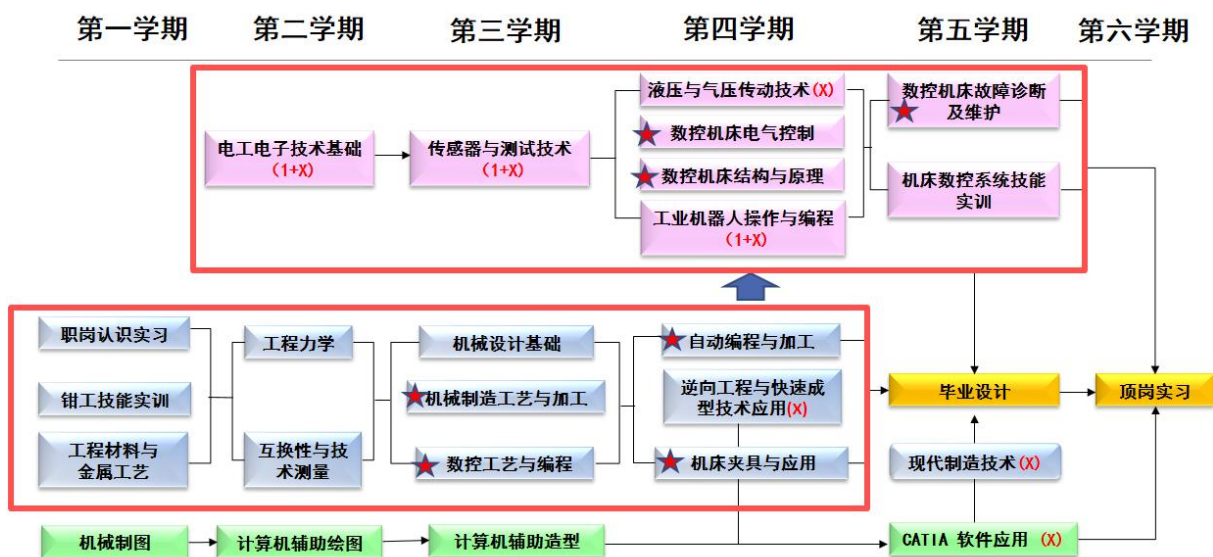 第一学期
第二学期
第三学期
第四学期
第五学期
第六学期
电工电子技术基础
(1+X)
传感器与测试技术
(1+X)
液压与气压传动技术(X)
数控机床电气控制
数控机床结构与原理
工业机器人操作与编程
(1+X)
数控机床故障诊断
及维护
机床数控系统技能
实训
职岗认识实习
钳工技能实训
工程材料与
金属工艺
工程力学
互换性与技
术测量
机械设计基础
机械制造工艺与加工
数控工艺与编程
自动编程与加工
逆向工程与快速成
型技术应用(X)
机床夹具与应用
毕业设计
顶岗实习
现代制造技术(X)
机械制图
计算机辅助绘图
计算机辅助造型
CATIA 软件应用 (X)